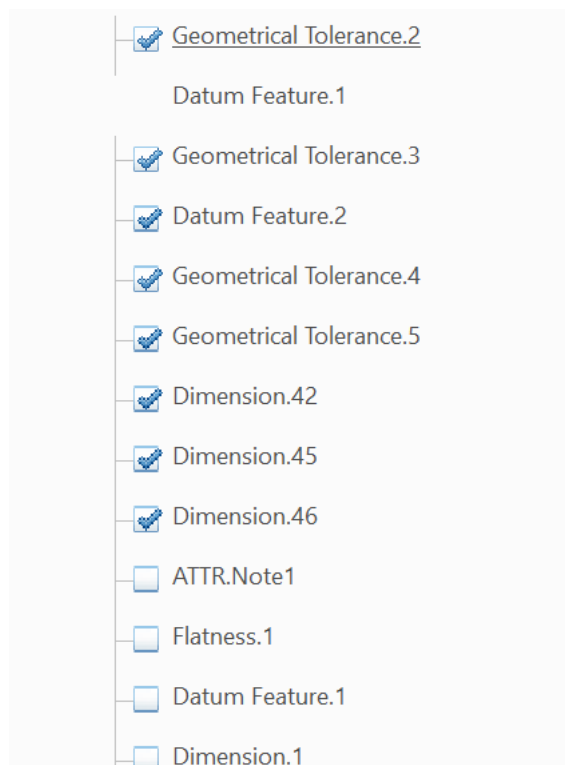 Geometrical Tolerance.2
Datum Feature.1
Geometrical Tolerance.3
Datum Feature.2
Geometrical Tolerance.4
Geometrical Tolerance.5
Dimension.42
Dimension.45
Dimension.46
ATTR.Note1
Flatness.1
Datum Feature.1
Dimension.1